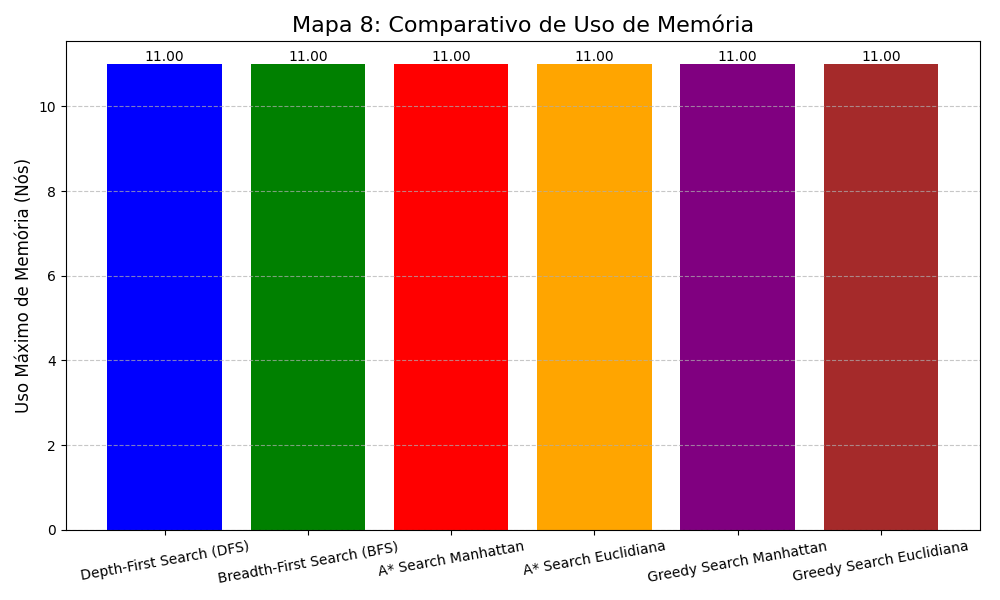 Mapa 8: Comparativo de Uso de Memória
11.00 11.00 11.00 11.00 11.00 11.00
Uso Máximo de Memória (Nós)
10
8
6
4
2
0
Depth-First Search (DFS)
Breadth-First Search (BFS)
A* Search Manhattan
A* Search Euclidiana
Greedy Search Manhattan
Greedy Search Euclidiana